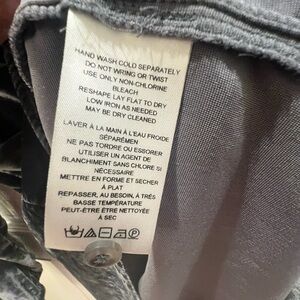 HAND WASH COLD SEPARATELY
DO NOT WRING OR TWIST
USE ONLY NON-CHLORINE
BLEACH
RESHAPE LAY FLAT TO DRY
LOW IRON AS NEEDED
MAY BE DRY CLEANED
LAVER À LA MAIN À L'EAU FROIDE
SÉPARÉMEN
NE PAS TORDRE OU ESSORER
UTILISER UN AGENT DE
BLANCHIMENT SANS CHLORE SI
NÉCESSAIRE
METTRE EN FORME ET SECHER
À PLAT
REPASSER, AU BESOIN, À TRÈS
BASSE TEMPÉRATURE
PEUT-ÊTRE ÊTRE NETTOYÉE
À SEC